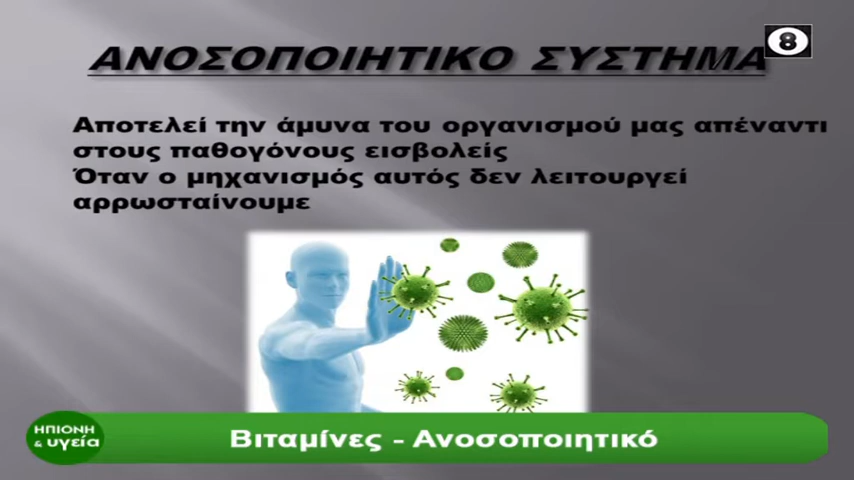 ΑΝΟΣΟΠΟΙΗΤΙΚΟ ΣΥΣΤΗΜΑ
8
Αποτελεί την άμυνα του οργανισμού μας απέναντι
στους παθογόνους εισβολείς
Όταν ο μηχανισμός αυτός δεν λειτουργεί
αρρωσταίνουμε
ΗΠΙΟΝΗ
& υγεία
Βιταμίνες - Ανοσοποιητικό